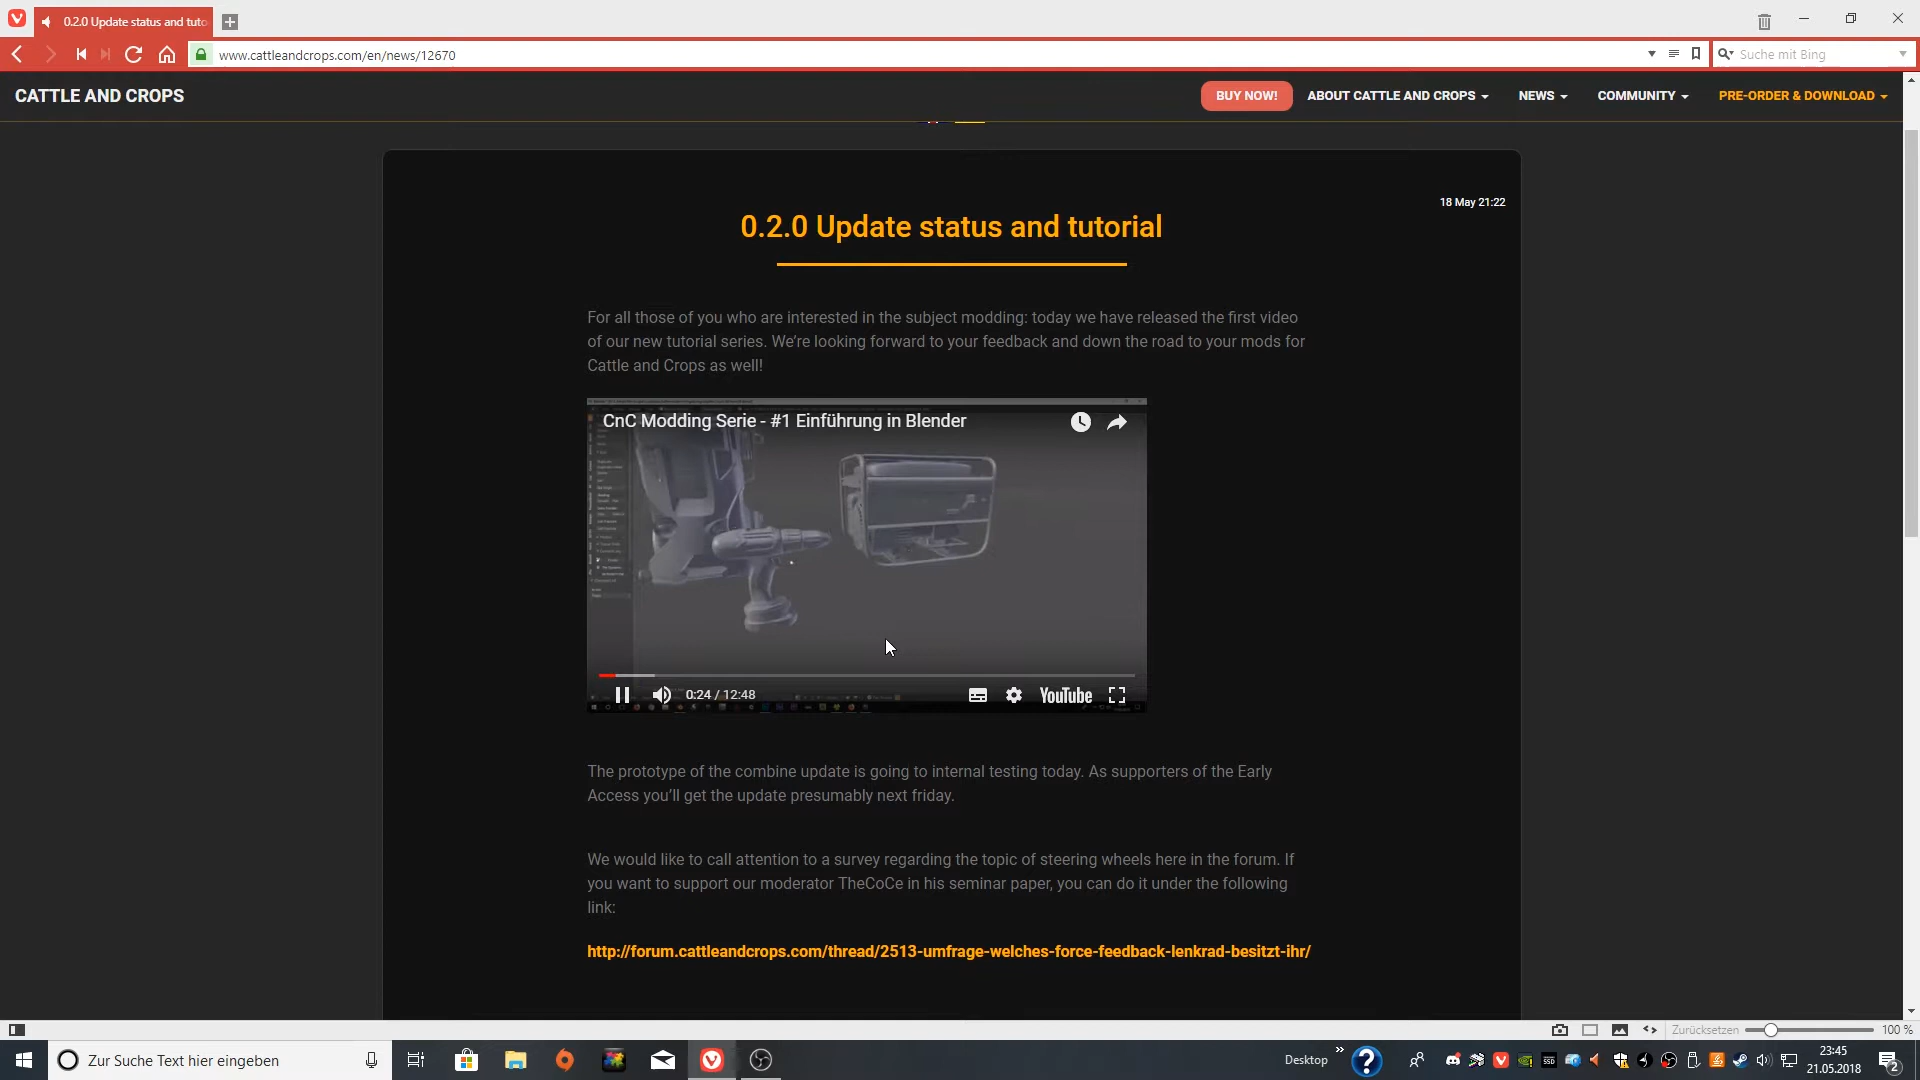 0.2.0 Update status and tuto
www.cattleandcrops.com/en/news/12670
Suche mit Bing
CATTLE AND CROPS
BUY NOW!
ABOUT CATTLE AND CROPS
NEWS
COMMUNITY
PRE-ORDER & DOWNLOAD
18 May 21:22
0.2.0 Update status and tutorial
For all those of you who are interested in the subject modding: today we have released the first video
of our new tutorial series. We’re looking forward to your feedback and down the road to your mods for
Cattle and Crops as well!
CnC Modding Serie - #1 Einführung in Blender
0:24 / 12:48
YouTube
The prototype of the combine update is going to internal testing today. As supporters of the Early
Access you’ll get the update presumably next friday.
We would like to call attention to a survey regarding the topic of steering wheels here in the forum. If
you want to support our moderator TheCoCe in his seminar paper, you can do it under the following
link:
http://forum.cattleandcrops.com/thread/2513-umfrage-welches-force-feedback-lenkrad-besitzt-ihr/
Zurücksetzen
100 %
Zur Suche Text hier eingeben
Desktop
23:45
21.05.2018
2